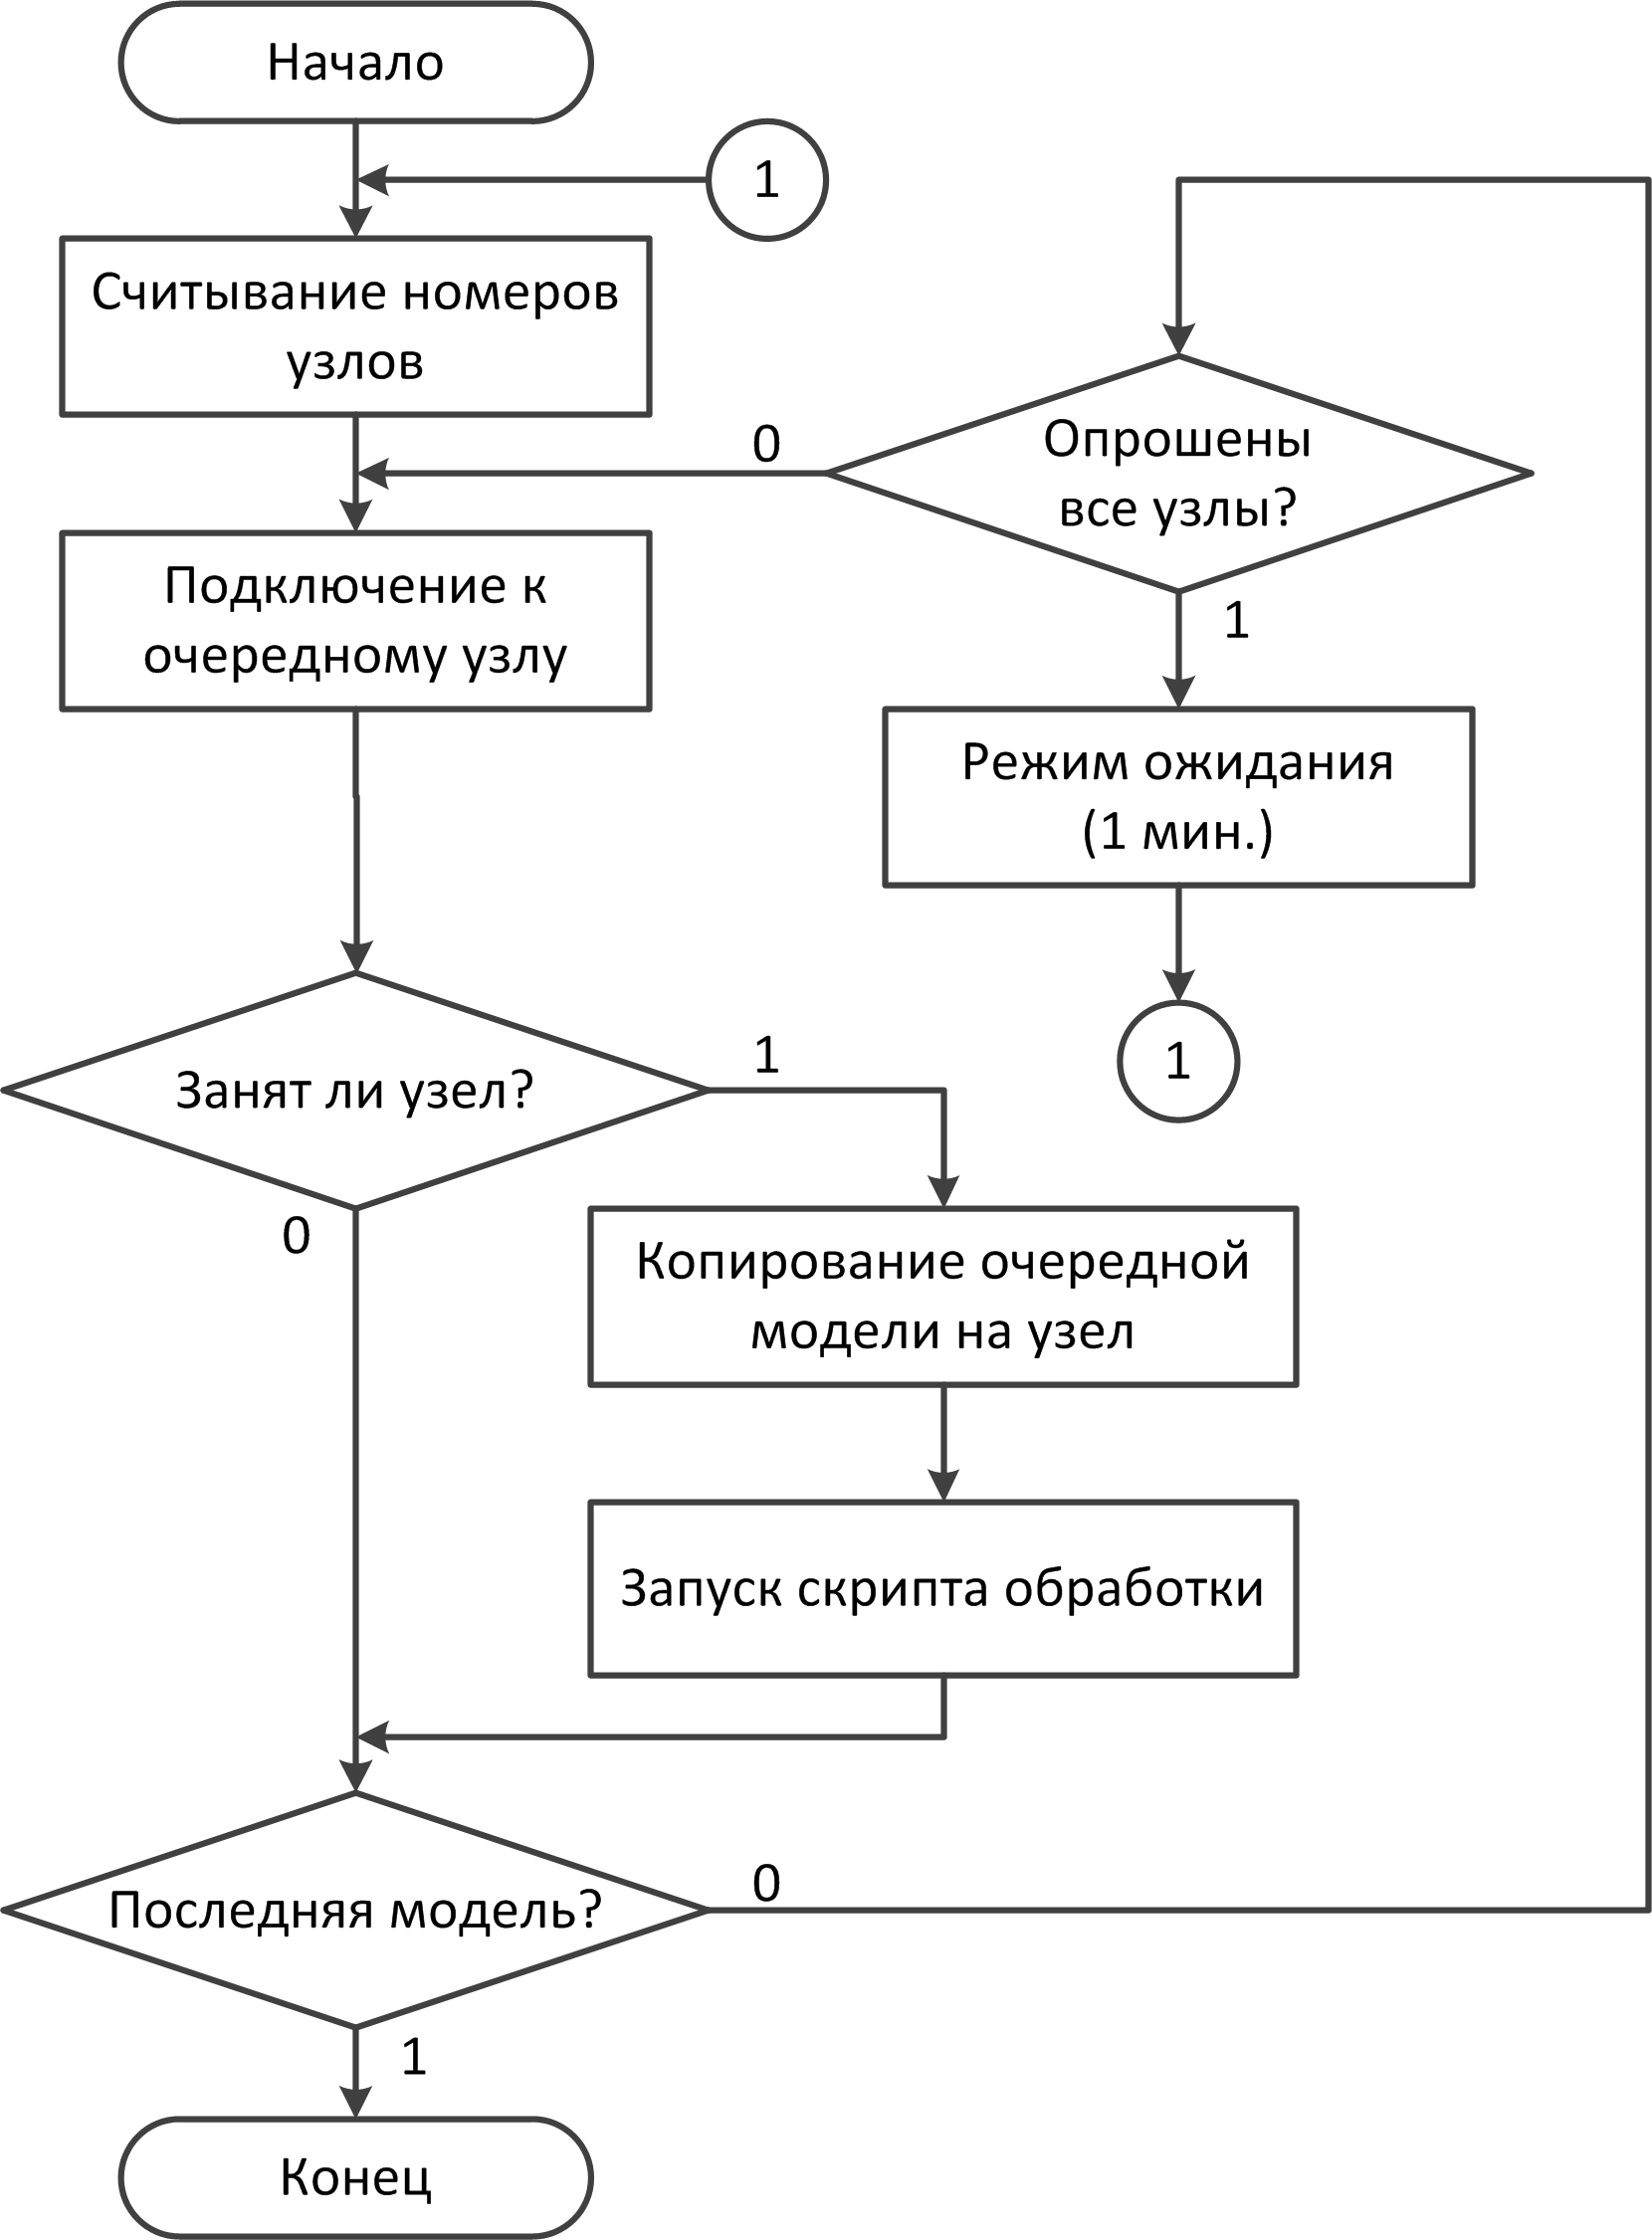 Начало
1
Считывание номеров
узлов
0
Опрошены
все узлы?
1
Подключение к
очередному узлу
Режим ожидания
(1 мин.)
1
Занят ли узел?
1
0
Копирование очередной
модели на узел
Запуск скрипта обработки
Последняя модель?
0
1
Конец